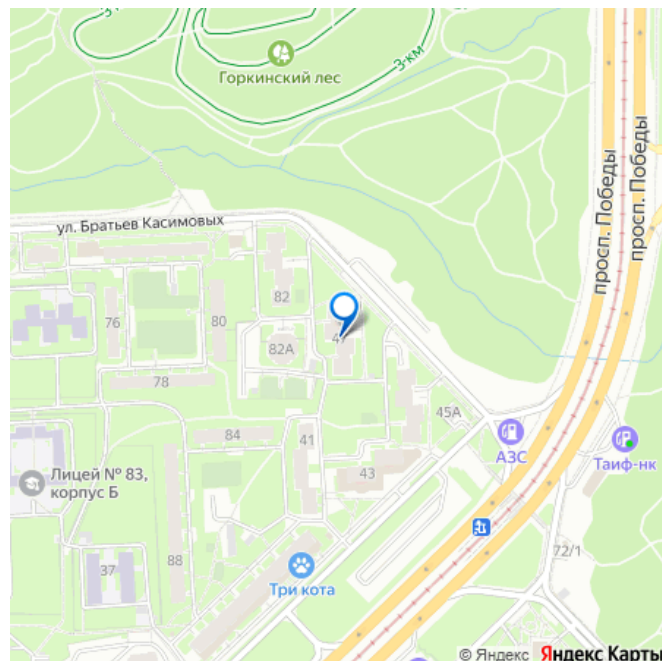 3-км
Горкинский лес
просп. Победы
просп. Победы
ул. Братьев Касимовых
82
76
80
82А
78
45А
84
41
АЗС
Таиф-нк
43
Лицей № 83,
корпус Б
88
37
72/1
Три кота
© Яндекс Яндекс Карты